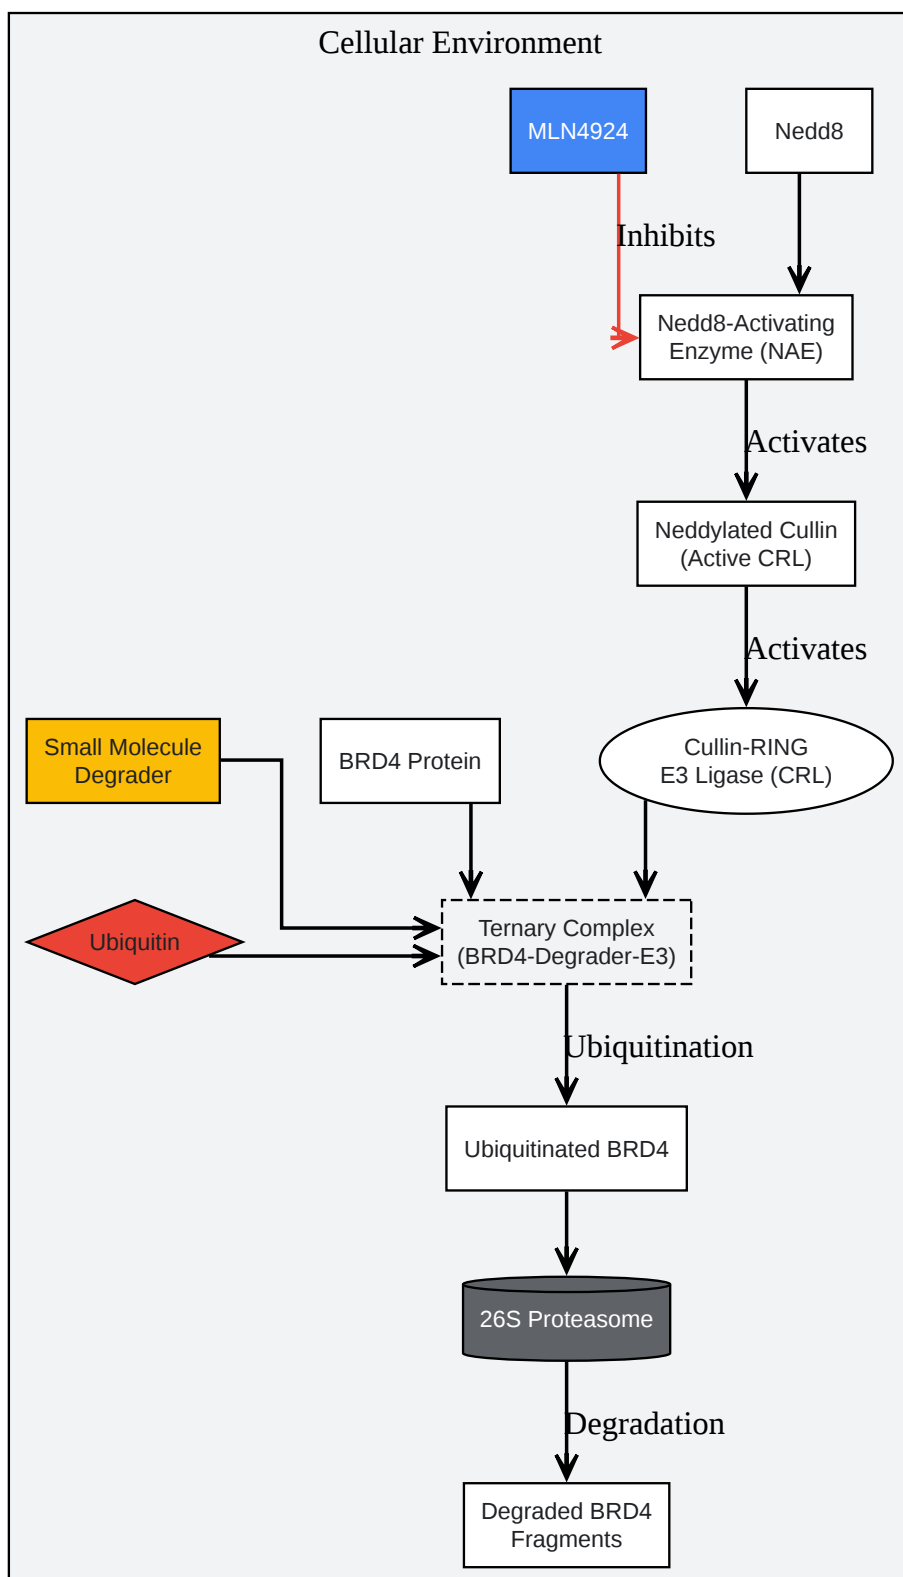 Cellular Environment
MLN4924
Nedd8
Inhibits
Nedd8-Activating
Enzyme (NAE)
Activates
Neddylated Cullin
(Active CRL)
Activates
Small Molecule
Degrader
BRD4 Protein
Cullin-RING
E3 Ligase (CRL)
Ubiquitin
Ternary Complex
(BRD4-Degrader-E3)
Ubiquitination
Ubiquitinated BRD4
26S Proteasome
Degradation
Degraded BRD4
Fragments